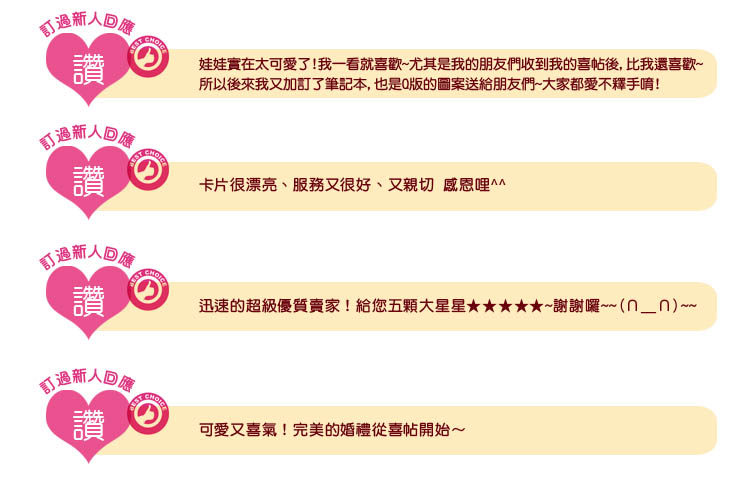 訂過新人回應
讚
BEST CHOICE
娃娃實在太可愛了!我一看就喜歡~尤其是我的朋友們收到我的喜帖後,比我還喜歡~
所以後來我又加訂了筆記本,也是Q版的圖案送給朋友們~大家都愛不釋手唷!
訂過新人回應
讚
BEST CHOICE
卡片很漂亮、服務又很好、又親切 感恩哩^^
訂過新人回應
讚
BEST CHOICE
迅速的超級優質賣家!給您五顆大星星★★★★★~謝謝囉~~(∩__∩)~~
訂過新人回應
讚
BEST CHOICE
可愛又喜氣!完美的婚禮從喜帖開始～